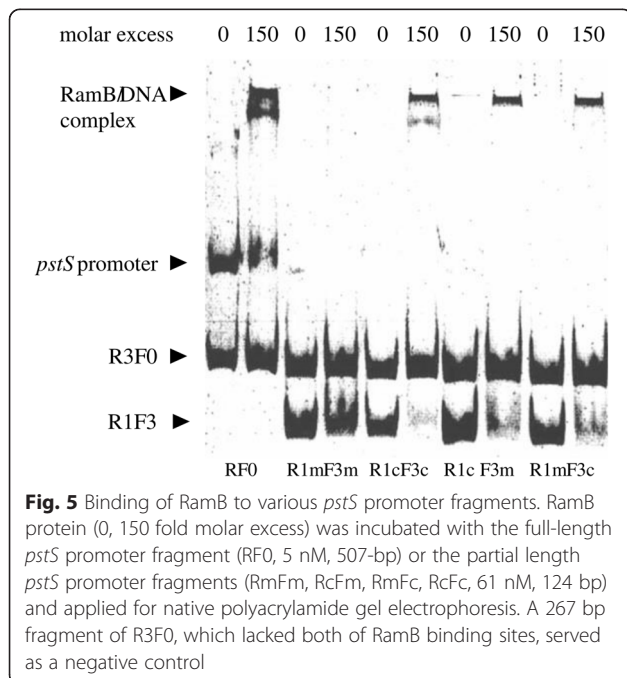 molar excess 0 150 0 150 0 150 0 150 0 150
RamB/DNA
complex
pstS promoter
R3F0
R1F3
RF0 R1mF3m R1cF3c R1c F3m R1mF3c
Fig. 5 Binding of RamB to various pstS promoter fragments. RamB
protein (0, 150 fold molar excess) was incubated with the full-length
pstS promoter fragment (RF0, 5 nM, 507-bp) or the partial length
pstS promoter fragments (RmFm, RcFm, RmFc, RcFc, 61 nM, 124 bp)
and applied for native polyacrylamide gel electrophoresis. A 267 bp
fragment of R3F0, which lacked both of RamB binding sites, served
as a negative control